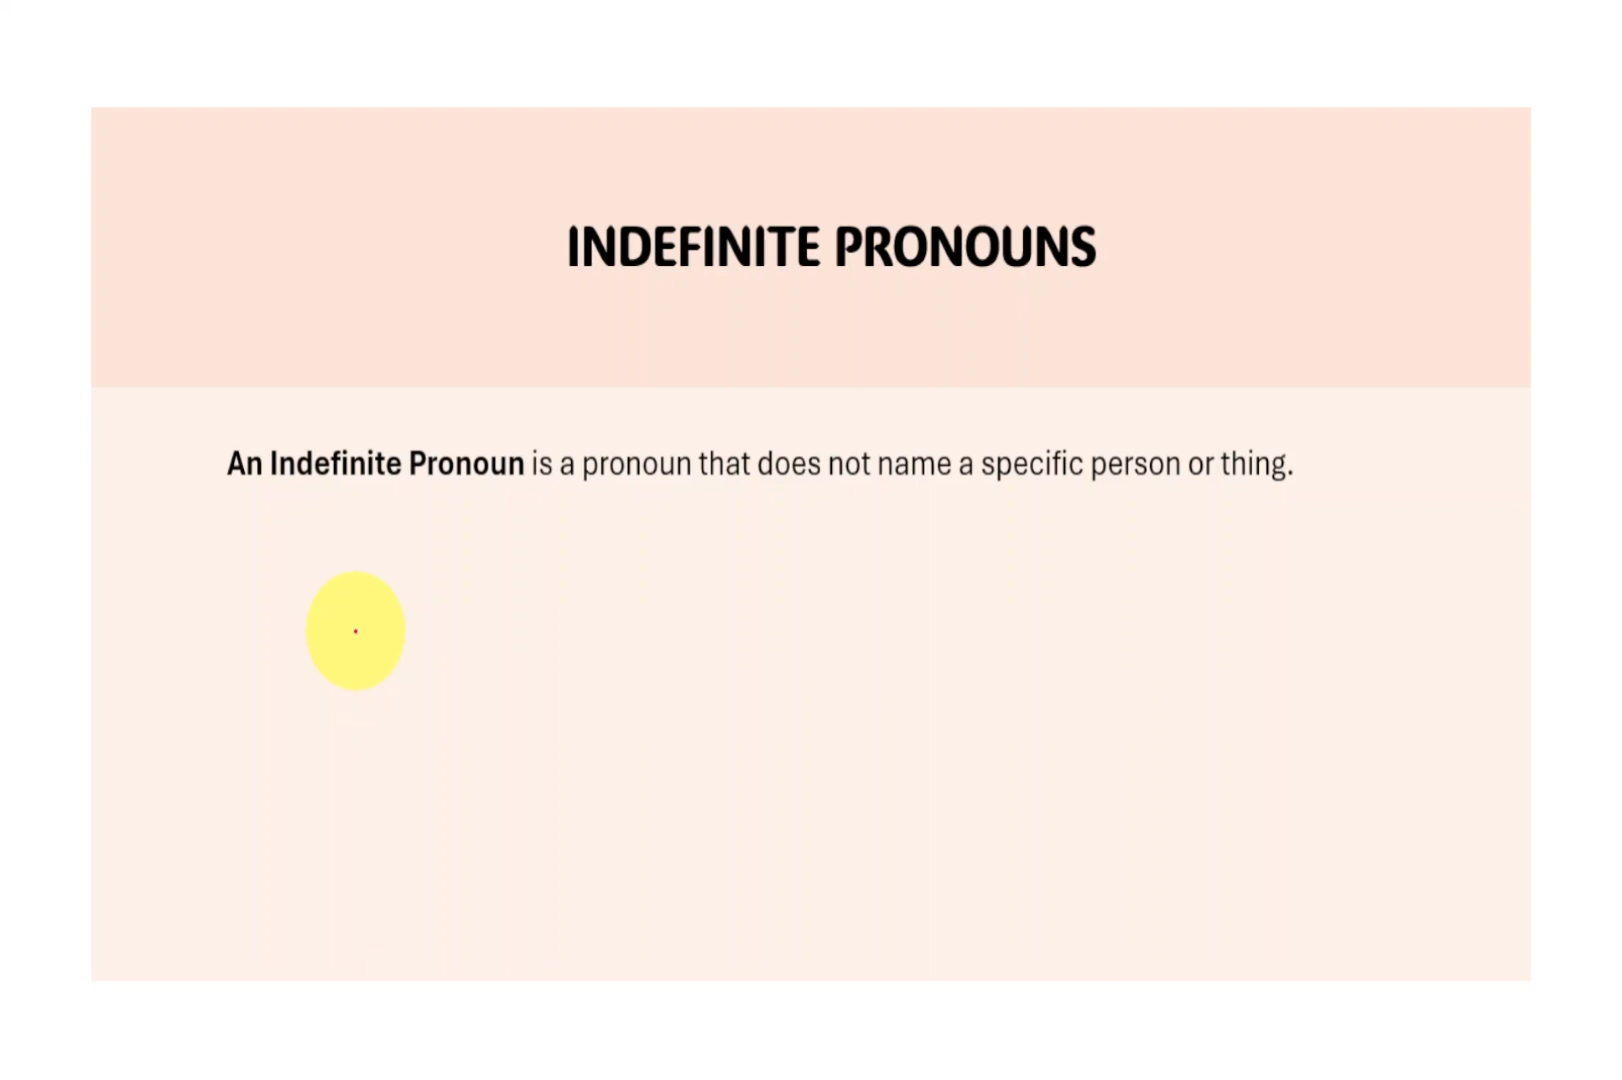 INDEFINITE PRONOUNS
An Indefinite Pronoun is a pronoun that does not name a specific person or thing.